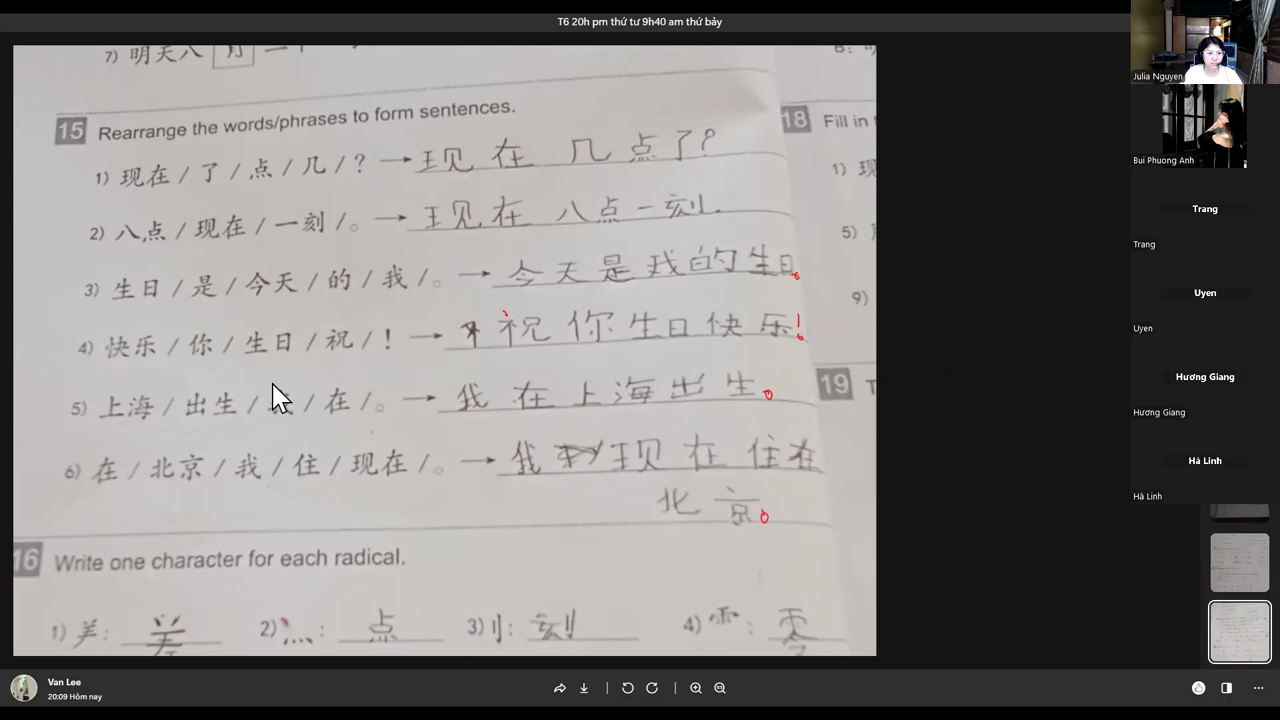 T6 20h pm thứ tư 9h40 am thứ bảy
7) 明天八 月 一
15 Rearrange the words/phrases to form sentences.
1) 现在 / 了 / 点 / 几 / ? → 现在 几点了?
2) 八点 / 现在 / 一刻 / 。 → 现在 八点一刻.
3) 生日 / 是 / 今天 / 的 / 我 / 。 → 今天是我的生日。
4) 快乐 / 你 / 生日 / 祝 / ! → 祝你生日快乐!
5) 上海 / 出生 / / 在 / 。 → 我在上海出生。
6) 在 / 北京 / 我 / 住 / 现在 / 。 → 我 现在住在
北京。
16 Write one character for each radical.
1) 羊: 差 2) 灬: 点 3) 刂: 刻 4) 雨: 零
18 Fill in
1) 现
5)
9)
19 T
Julia Nguyen
Bui Phuong Anh
Trang
Trang
Uyen
Uyen
Hương Giang
Hương Giang
Hà Linh
Hà Linh
Van Lee
20:09 Hôm nay